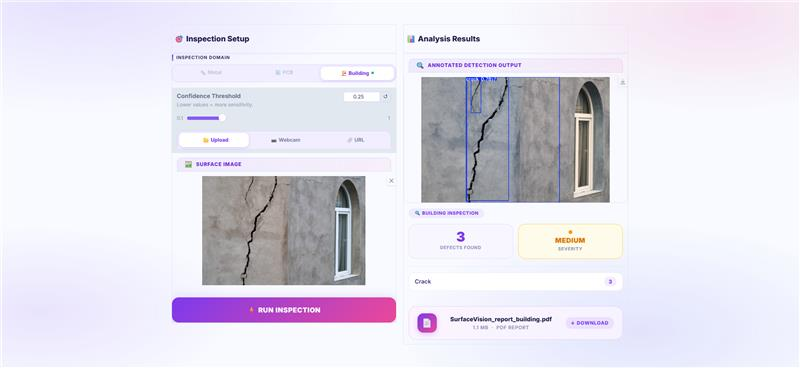 Inspection Setup
INSPECTION DOMAIN
Metal
PCB
Building
Confidence Threshold
0.25
Lower values = more sensitivity.
0.1
1
Upload
Webcam
URL
SURFACE IMAGE
RUN INSPECTION
Analysis Results
ANNOTATED DETECTION OUTPUT
BUILDING INSPECTION
3
DEFECTS FOUND
MEDIUM
SEVERITY
Crack
3
SurfaceVision_report_building.pdf
1.1 MB · PDF REPORT
DOWNLOAD